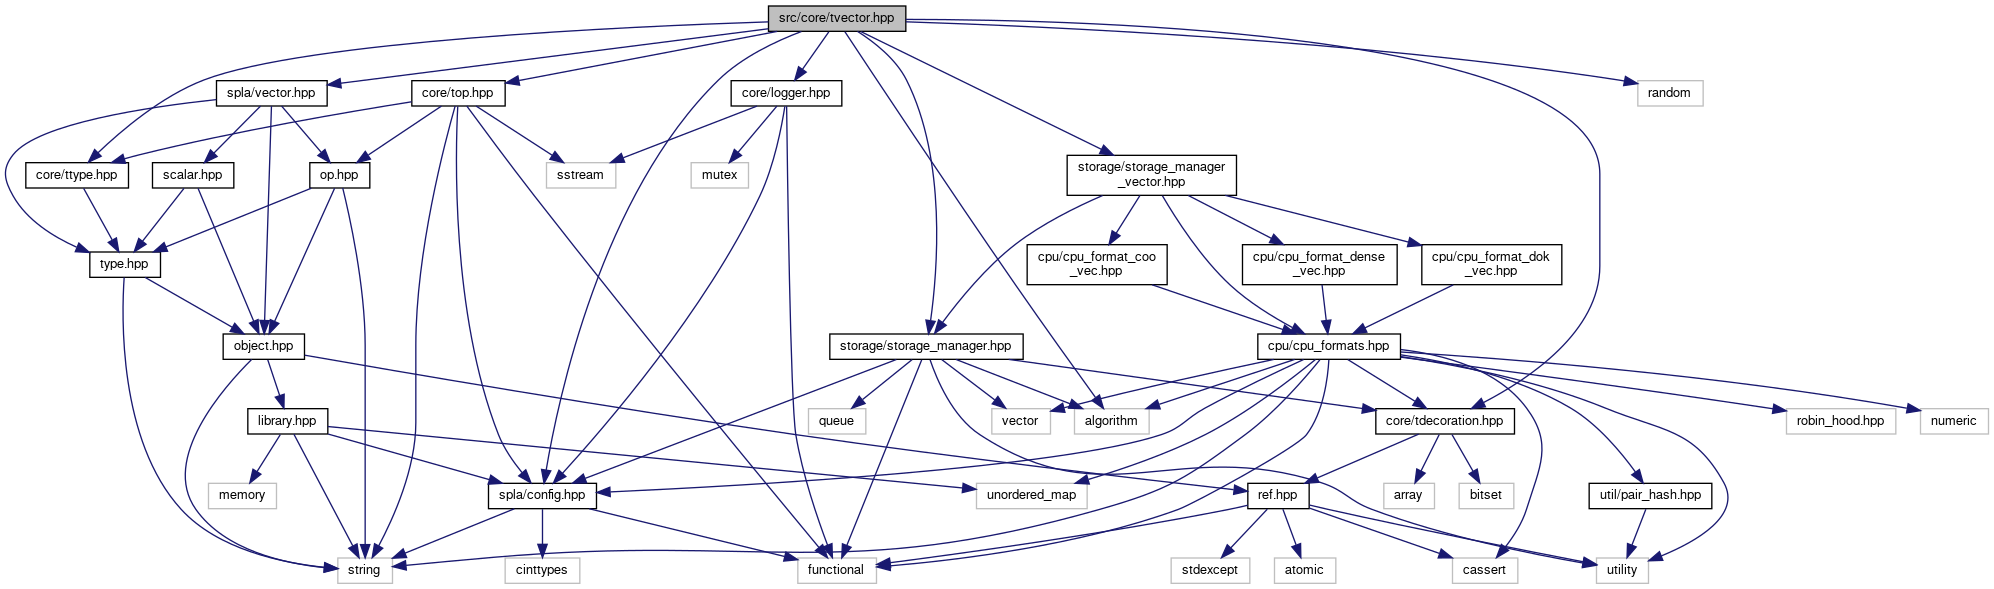 src/core/tvector.hpp
spla/vector.hpp
core/top.hpp
core/logger.hpp
random
core/ttype.hpp
scalar.hpp
op.hpp
sstream
mutex
storage/storage_manager
_vector.hpp
type.hpp
cpu/cpu_format_coo
_vec.hpp
cpu/cpu_format_dense
_vec.hpp
cpu/cpu_format_dok
_vec.hpp
object.hpp
storage/storage_manager.hpp
cpu/cpu_formats.hpp
library.hpp
queue
vector
algorithm
core/tdecoration.hpp
robin_hood.hpp
numeric
memory
spla/config.hpp
unordered_map
ref.hpp
array
bitset
util/pair_hash.hpp
string
cinttypes
functional
stdexcept
atomic
cassert
utility